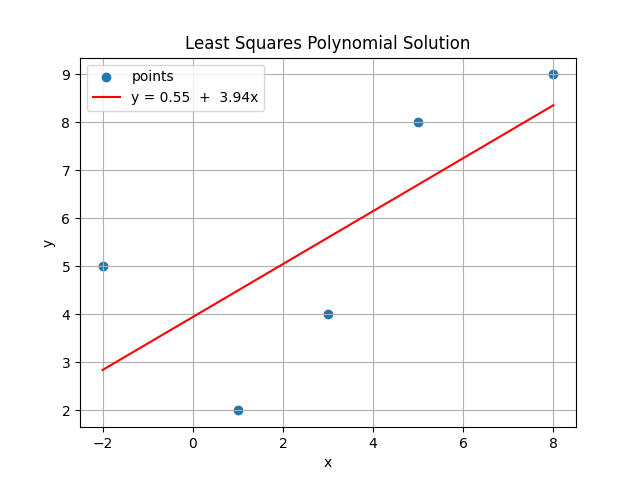 Least Squares Polynomial Solution
points
y = 0.55  +  3.94x
9
8
7
6
5
4
3
2
y
−2
0
2
4
6
8
x